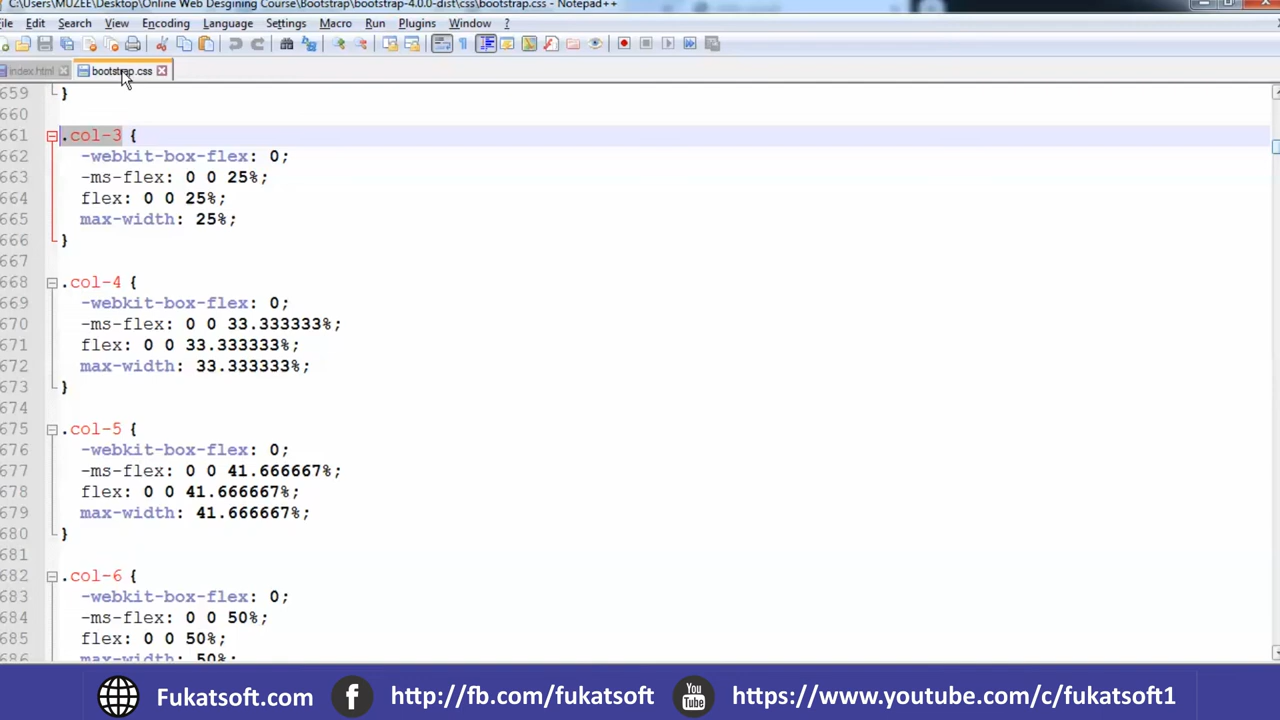 C:\Users\MUZEE\Desktop\Online Web Desgining Course\Bootstrap\bootstrap-4.0.0-dist\css\bootstrap.css - Notepad++
File Edit Search View Encoding Language Settings Macro Run Plugins Window ?
index.html bootstrap.css
659 }
660
661 .col-3 {
662 -webkit-box-flex: 0;
663 -ms-flex: 0 0 25%;
664 flex: 0 0 25%;
665 max-width: 25%;
666 }
667
668 .col-4 {
669 -webkit-box-flex: 0;
670 -ms-flex: 0 0 33.333333%;
671 flex: 0 0 33.333333%;
672 max-width: 33.333333%;
673 }
674
675 .col-5 {
676 -webkit-box-flex: 0;
677 -ms-flex: 0 0 41.666667%;
678 flex: 0 0 41.666667%;
679 max-width: 41.666667%;
680 }
681
682 .col-6 {
683 -webkit-box-flex: 0;
684 -ms-flex: 0 0 50%;
685 flex: 0 0 50%;
686 max-width: 50%;
Fukatsoft.com http://fb.com/fukatsoft You Tube https://www.youtube.com/c/fukatsoft1